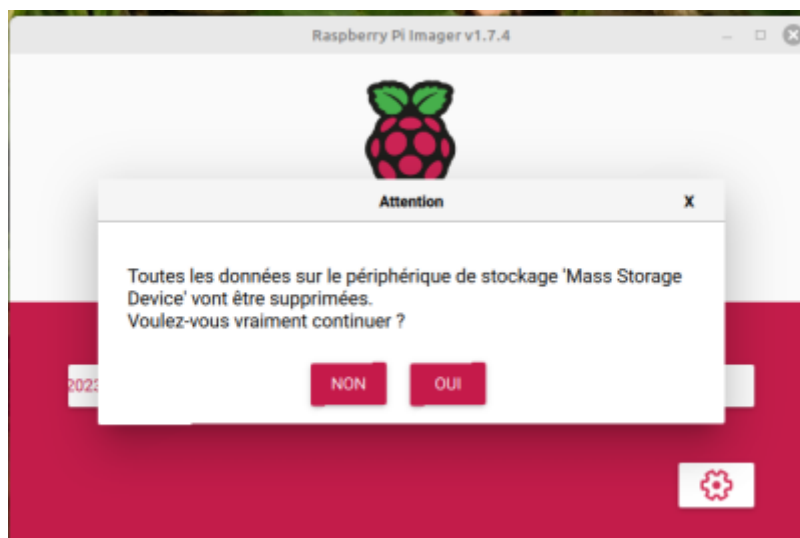 Raspberry Pi Imager v1.7.4
Attention
X
Toutes les données sur le périphérique de stockage 'Mass Storage
Device' vont être supprimées.
Voulez-vous vraiment continuer ?
NON
OUI
2023